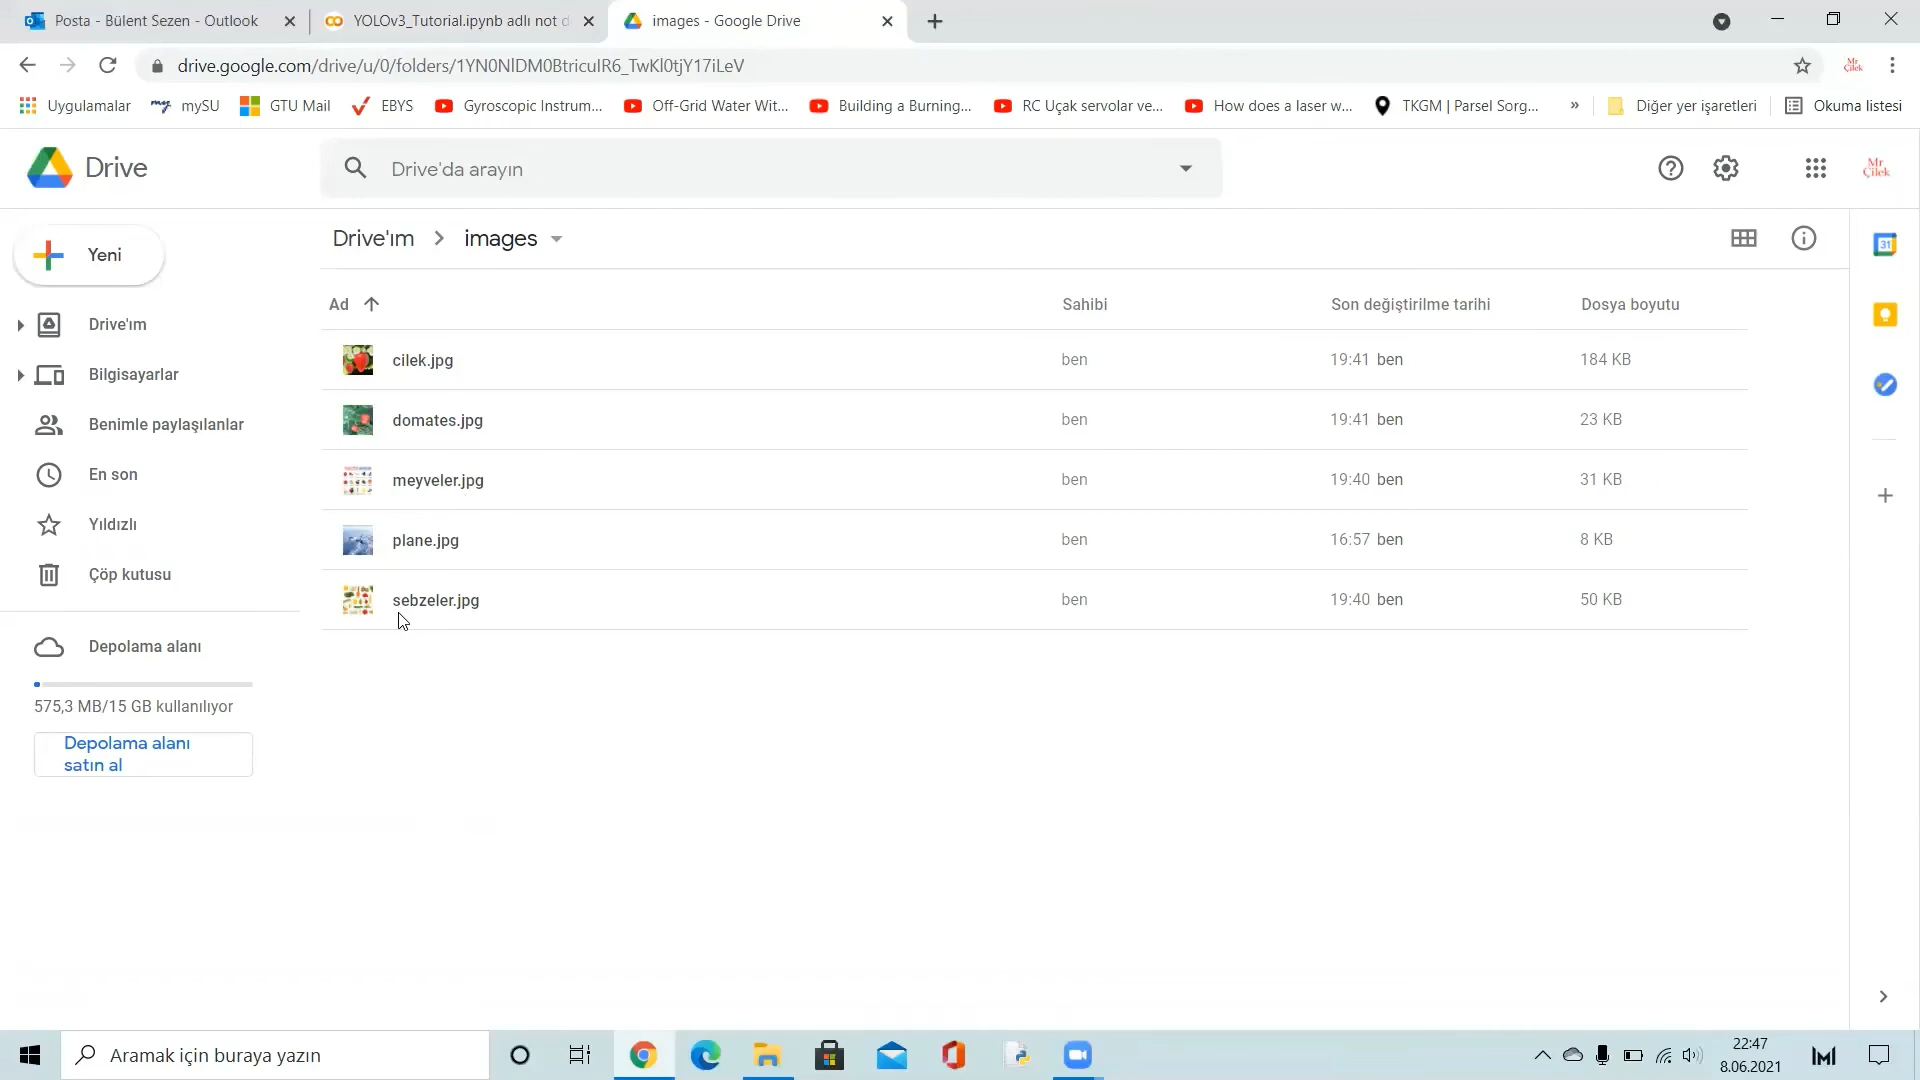 Posta - Bülent Sezen - Outlook
YOLOv3_Tutorial.ipynb adlı not d
images - Google Drive
drive.google.com/drive/u/0/folders/1YN0NlDM0BtricuIR6_TwKl0tjY17iLeV
Mr
Çilek
Uygulamalar
mySU
GTU Mail
EBYS
Gyroscopic Instrum...
Off-Grid Water Wit...
Building a Burning...
RC Uçak servolar ve...
How does a laser w...
TKGM | Parsel Sorg...
»
Diğer yer işaretleri
Okuma listesi
Drive
Drive'da arayın
Mr
Çilek
Yeni
Drive'ım
Bilgisayarlar
Benimle paylaşılanlar
En son
Yıldızlı
Çöp kutusu
Depolama alanı
575,3 MB/15 GB kullanılıyor
Depolama alanı
satın al
Drive'ım > images
Ad Sahibi Son değiştirilme tarihi Dosya boyutu
cilek.jpg ben 19:41 ben 184 KB
domates.jpg ben 19:41 ben 23 KB
meyveler.jpg ben 19:40 ben 31 KB
plane.jpg ben 16:57 ben 8 KB
sebzeler.jpg ben 19:40 ben 50 KB
31
Aramak için buraya yazın
22:47
8.06.2021